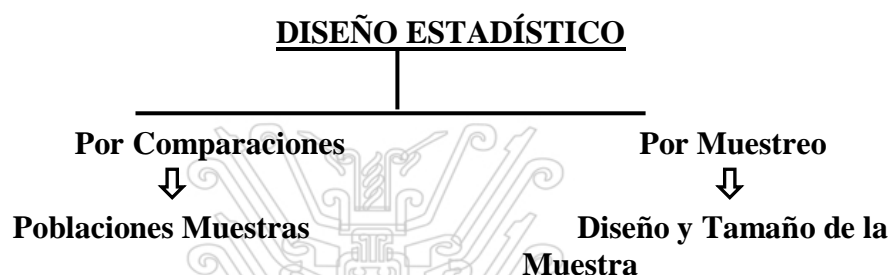 DISEÑO ESTADÍSTICO
Por Comparaciones
Por Muestreo
Poblaciones Muestras
Diseño y Tamaño de la
Muestra